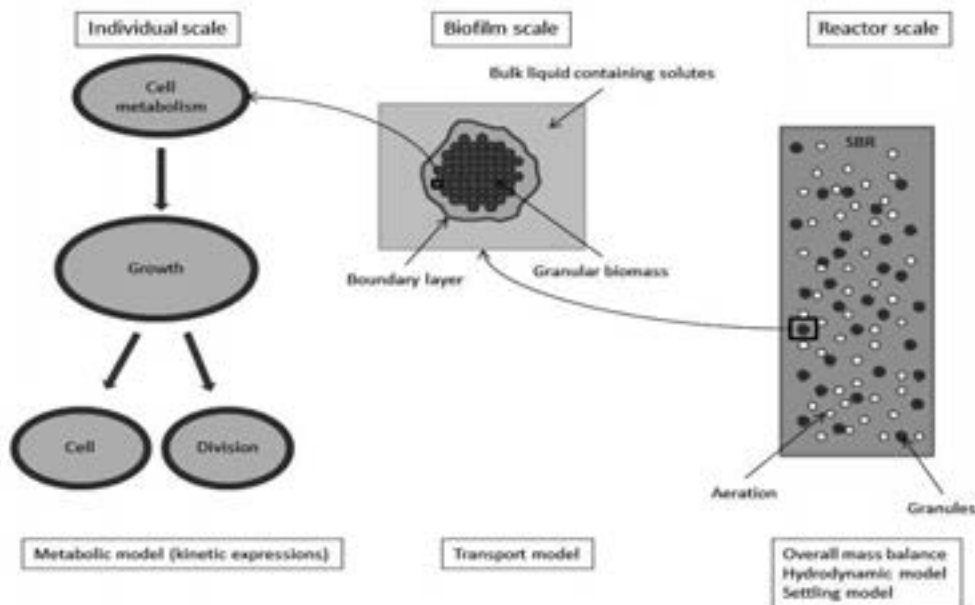 Individual scale
Biofilm scale
Reactor scale
Cell
metabolism
Bulk liquid containing solutes
SBR
Growth
Boundary layer
Granular biomass
Cell
Division
Aeration
Granules
Metabolic model (kinetic expressions)
Transport model
Overall mass balance
Hydrodynamic model
Settling model